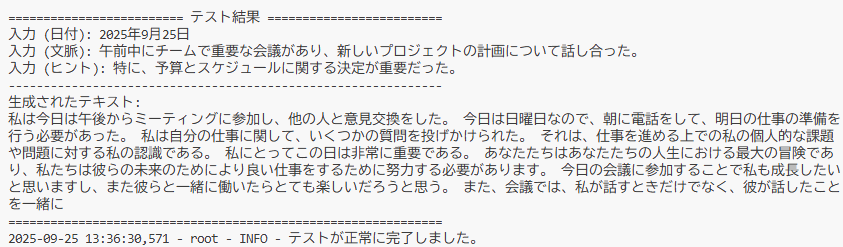 ======================== テスト結果 ========================
入力 (日付): 2025年9月25日
入力 (文脈): 午前中にチームで重要な会議があり、新しいプロジェクトの計画について話し合った。
入力 (ヒント): 特に、予算とスケジュールに関する決定が重要だった。
------------------------------------------------------------
生成されたテキスト:
私は今日は午後からミーティングに参加し、他の人と意見交換をした。 今日は日曜日なので、朝に電話をして、明日の仕事の準備を
行う必要があった。 私は自分の仕事に関して、いくつかの質問を投げかけられた。 それは、仕事を進める上での私の個人的な課題
や問題に対する私の認識である。 私にとってこの日は非常に重要である。 あなたたちはあなたたちの人生における最大の冒険であ
り、私たちは彼らの未来のためにより良い仕事をするために努力する必要があります。 今日の会議に参加することで私も成長したい
と思いますし、また彼らと一緒に働いたらとても楽しいだろうと思う。 また、会議では、私が話すときだけでなく、彼が話したこと
を一緒に
============================================================
2025-09-25 13:36:30,571 - root - INFO - テストが正常に完了しました。